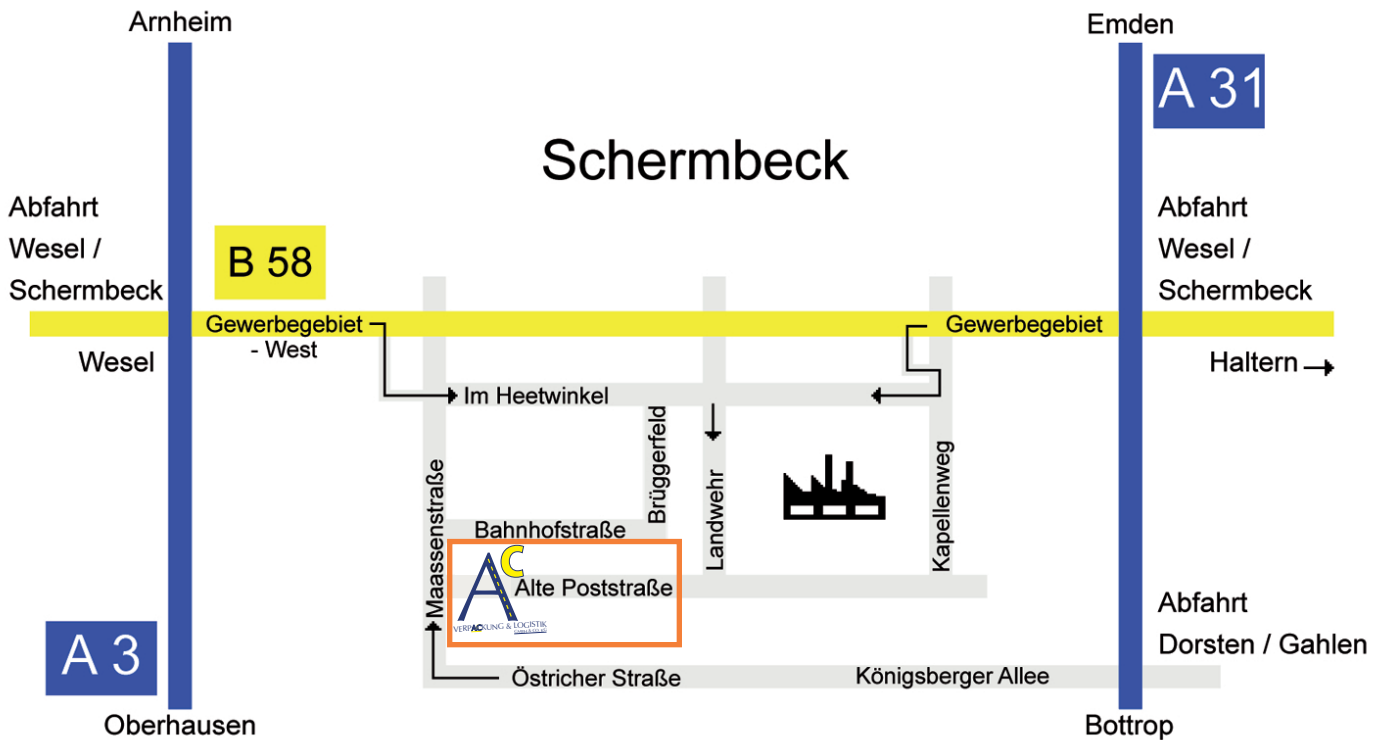 Arnheim
Emden
A 31
Schermbeck
Abfahrt
Wesel /
Schermbeck
B 58
Abfahrt
Wesel /
Schermbeck
Gewerbegebiet
- West
Gewerbegebiet
Wesel
Haltern
Im Heetwinkel
Brüggerfeld
Maassenstraße
Landwehr
Kapellenweg
Bahnhofstraße
AC
Alte Poststraße
VERPACKUNG & LOGISTIK
Abfahrt
Dorsten / Gahlen
A 3
Östricher Straße
Königsberger Allee
Oberhausen
Bottrop